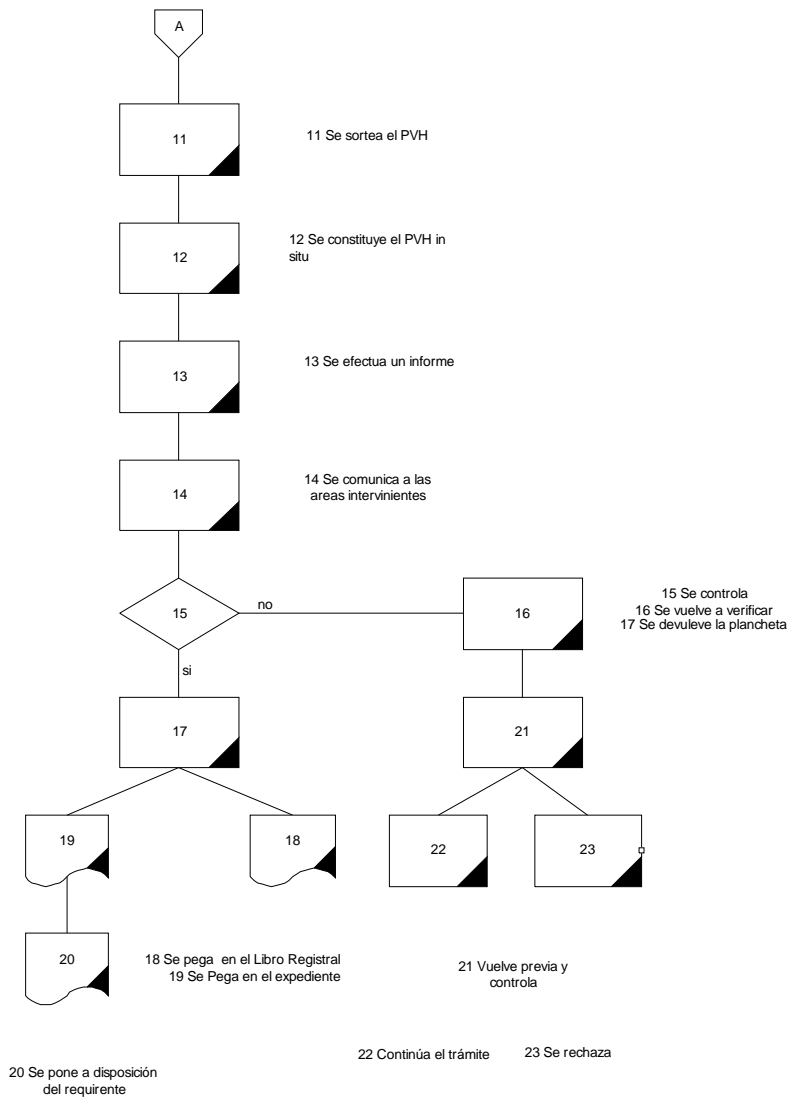 A
11
11 Se sortea el PVH
12
12 Se constituye el PVH in
situ
13
13 Se efectua un informe
14
14 Se comunica a las
areas intervinientes
15
no
16
15 Se controla
16 Se vuelve a verificar
17 Se devuleve la plancheta
si
17
21
19
18
22
23
20
18 Se pega en el Libro Registral
19 Se Pega en el expediente
21 Vuelve previa y
controla
22 Continúa el trámite
23 Se rechaza
20 Se pone a disposición
del requirente